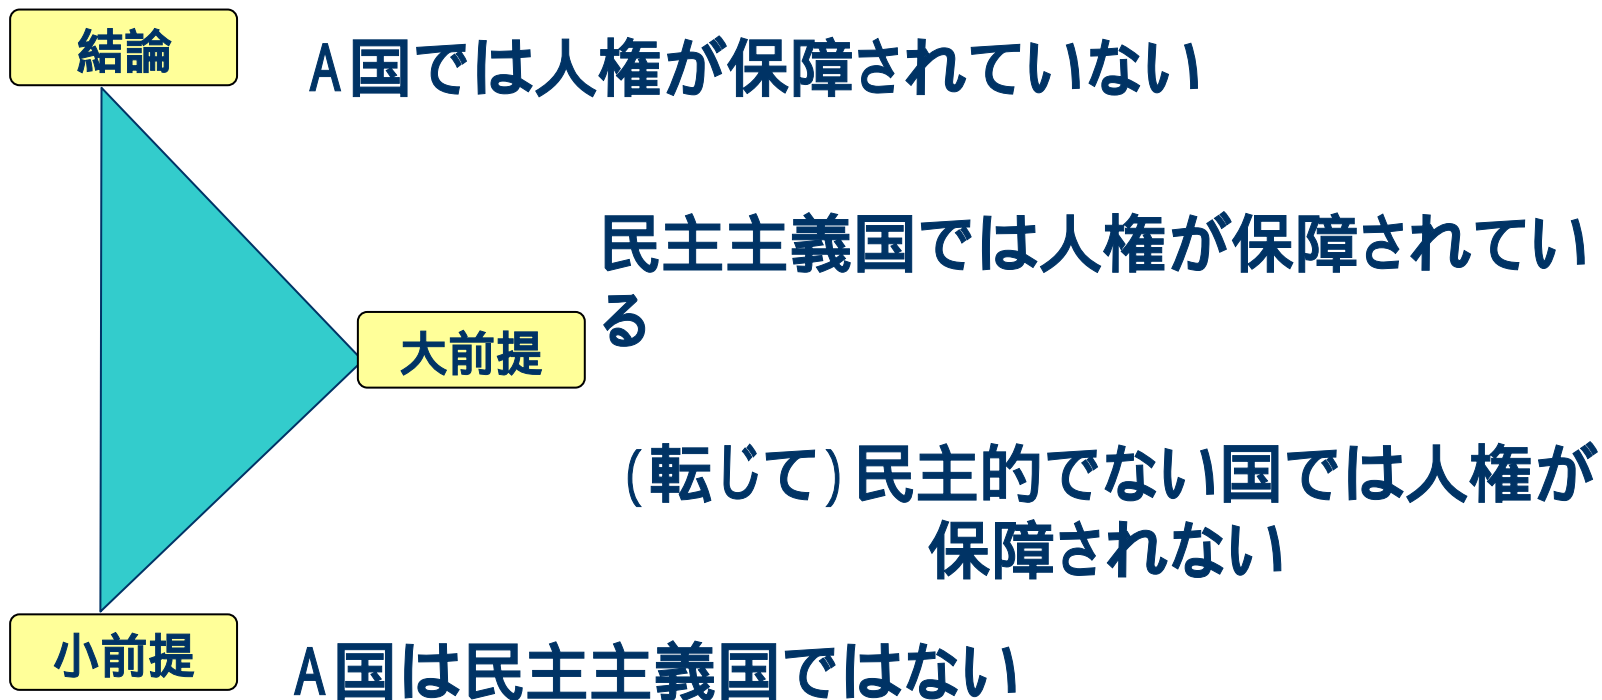 結論
A国では人権が保障されていない
民主主義国では人権が保障されてい
る
大前提
(転じて)民主的でない国では人権が
保障されない
小前提
A国は民主主義国ではない